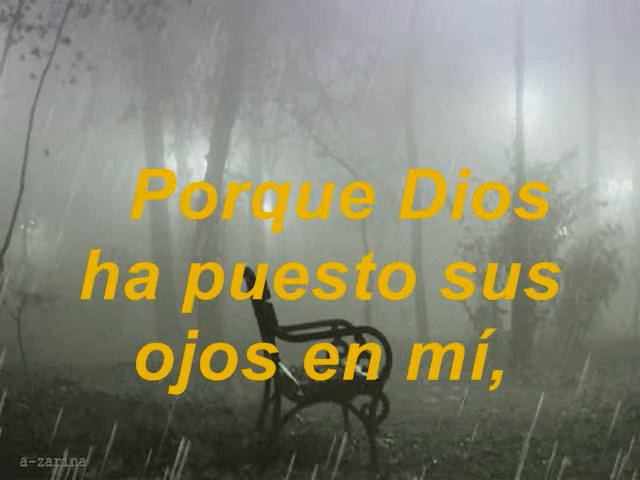 Porque Dios
ha puesto sus
ojos en mí,
a-zarina